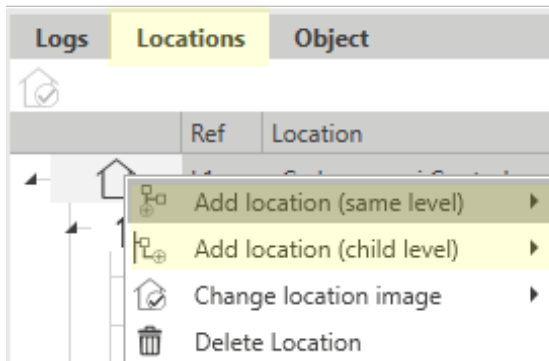 Logs Locations Object
Ref Location
Add location (same level)
Add location (child level)
Change location image
Delete Location